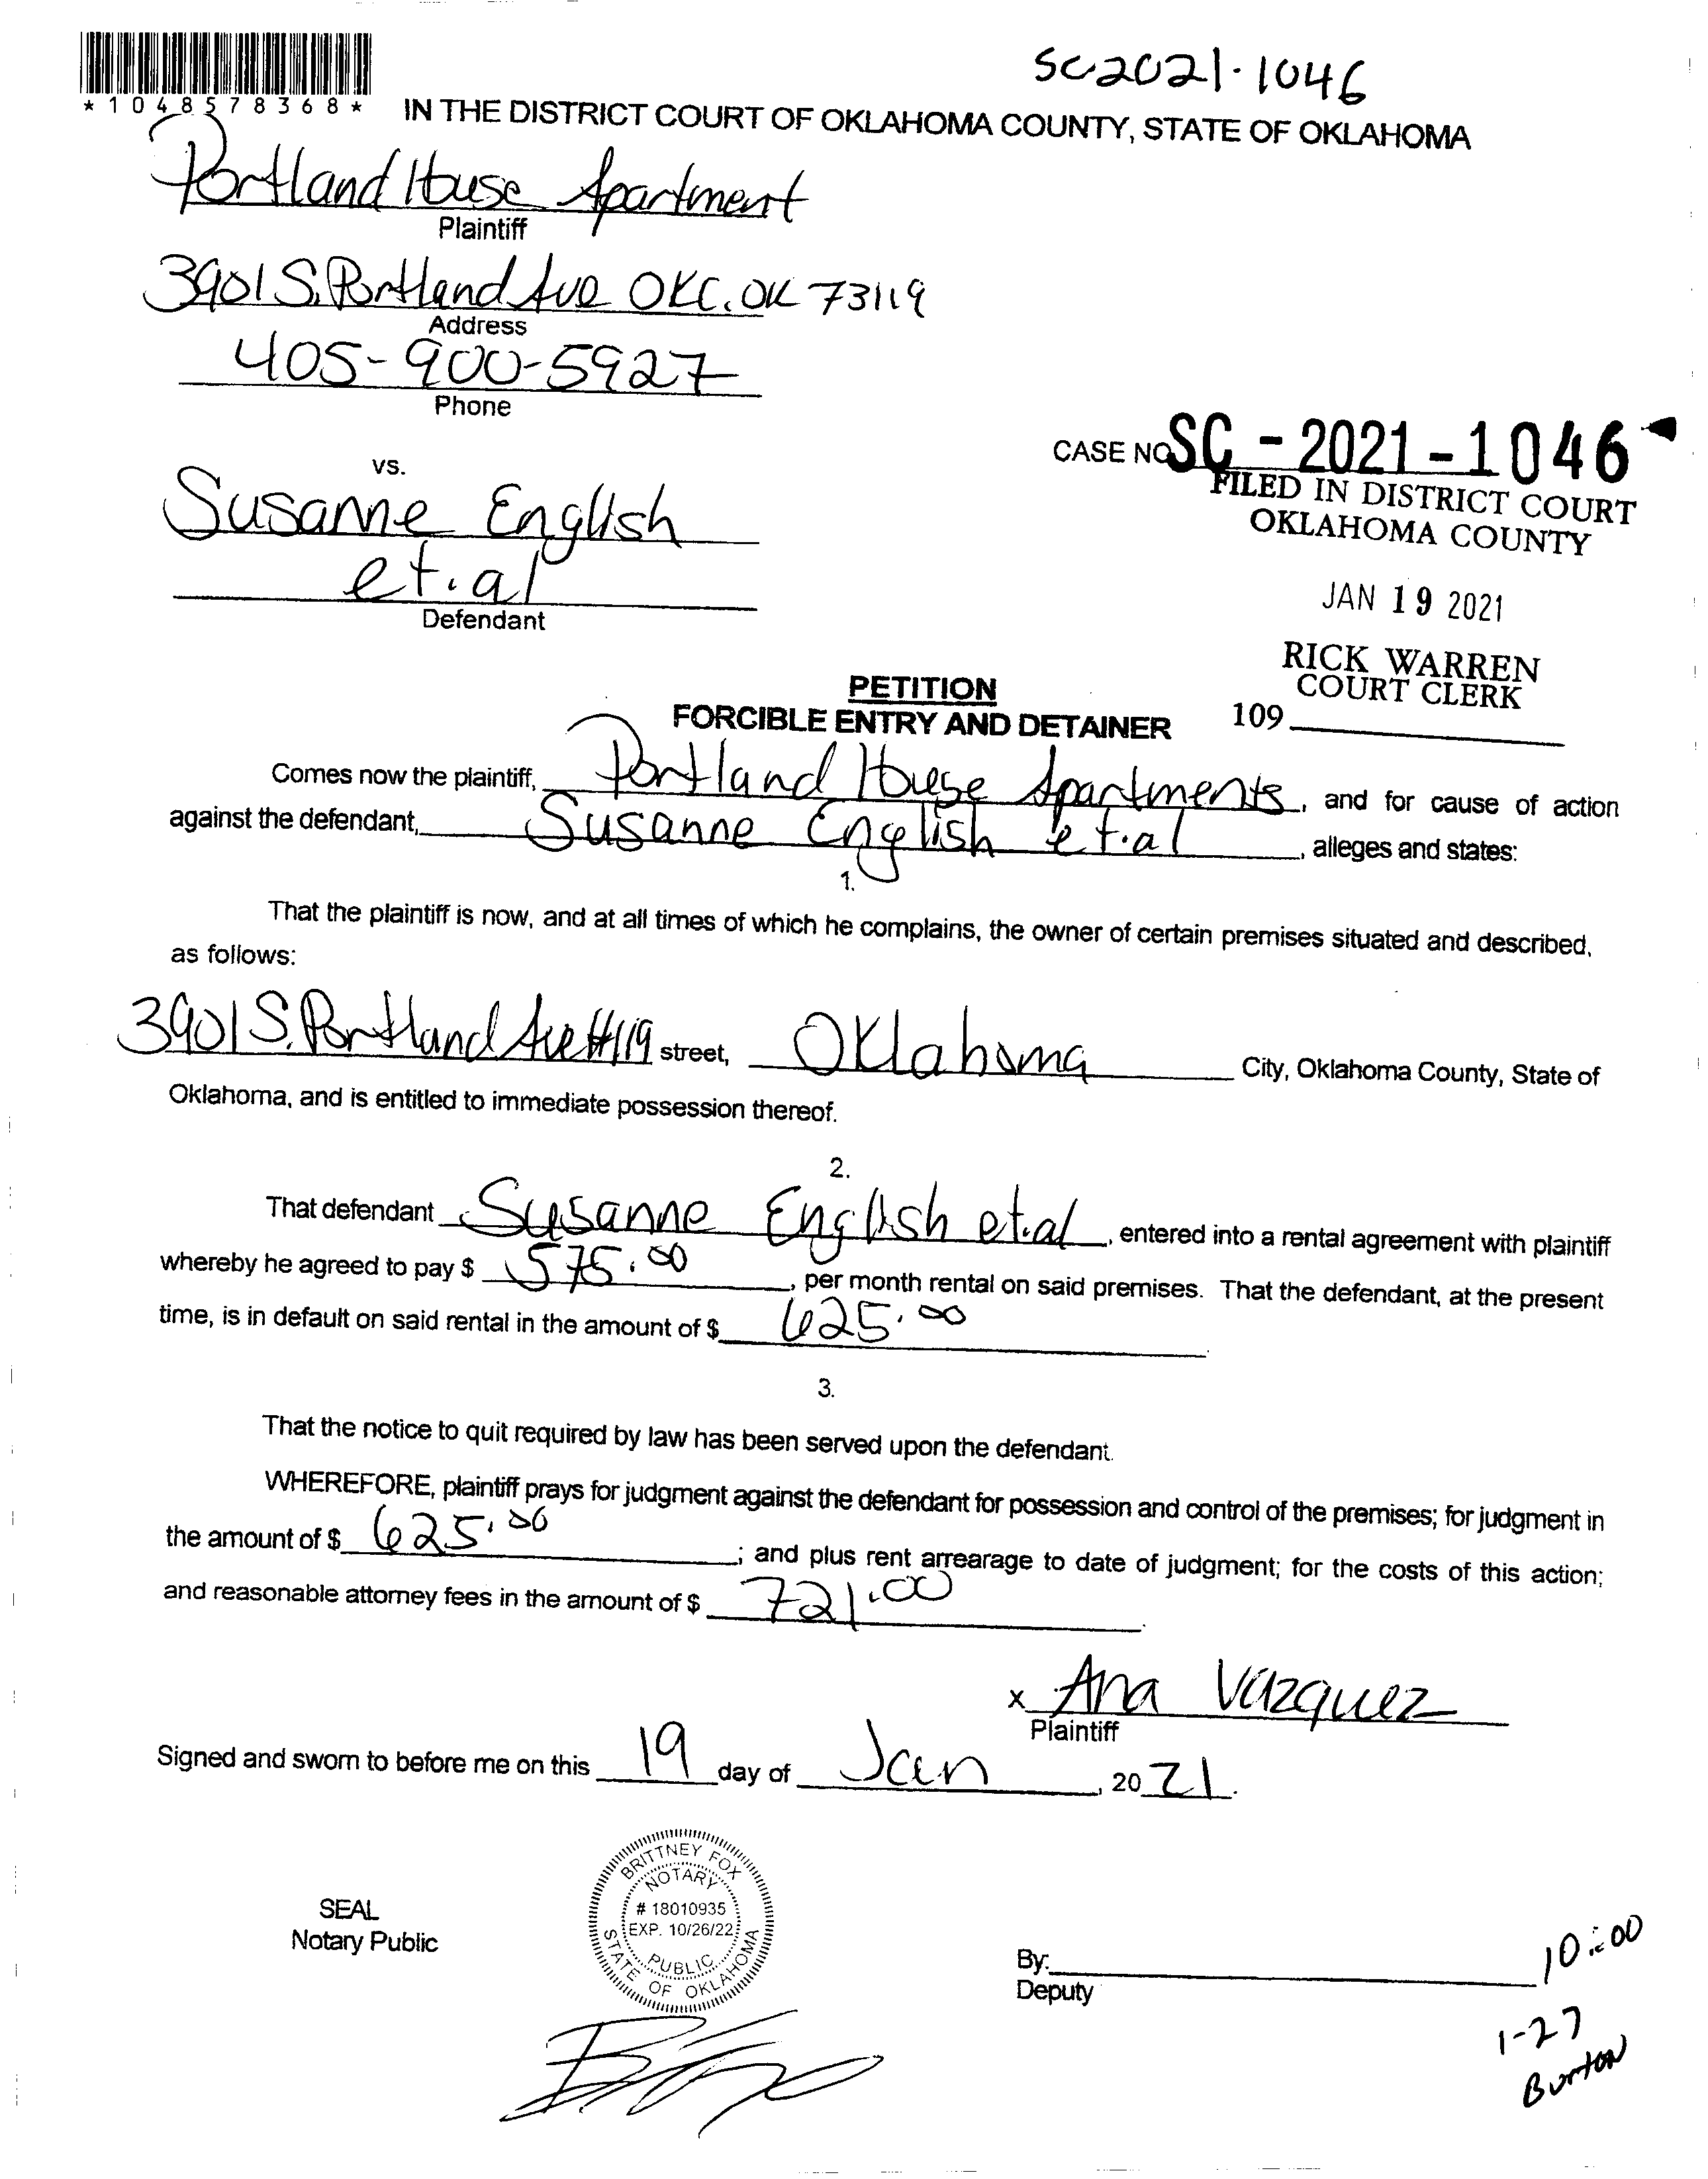 SC2021-1046
*1048578368*
IN THE DISTRICT COURT OF OKLAHOMA COUNTY, STATE OF OKLAHOMA
Portland House Apartment
Plaintiff
3901 S. Portland Ave OKC. OK 73119
Address
405-900-5927
Phone
vs.
CASE NO SC - 2021 - 1046
FILED IN DISTRICT COURT
OKLAHOMA COUNTY
Susanne English
et. al
Defendant
JAN 19 2021
RICK WARREN
COURT CLERK
109
PETITION
FORCIBLE ENTRY AND DETAINER
Comes now the plaintiff, Portland House Apartments, and for cause of action
against the defendant, Susanne English et.al, alleges and states:
1.
That the plaintiff is now, and at all times of which he complains, the owner of certain premises situated and described,
as follows:
3901 S. Portland Ave #119 street, Oklahoma City, Oklahoma County, State of
Oklahoma, and is entitled to immediate possession thereof.
2.
That defendant Susanne English et.al, entered into a rental agreement with plaintiff
whereby he agreed to pay $ 575.00, per month rental on said premises. That the defendant, at the present
time, is in default on said rental in the amount of $ 625.00.
3.
That the notice to quit required by law has been served upon the defendant.
WHEREFORE, plaintiff prays for judgment against the defendant for possession and control of the premises; for judgment in
the amount of $ 625.00; and plus rent arrearage to date of judgment; for the costs of this action;
and reasonable attorney fees in the amount of $ 721.00.
x Ana Vazquez
Plaintiff
Signed and sworn to before me on this 19 day of Jan, 2021.
BRITTNEY FOX
NOTARY
# 18010935
EXP. 10/26/22
PUBLIC
STATE OF OKLAHOMA
SEAL
Notary Public
By:
Deputy
10:00
1-27
Burton